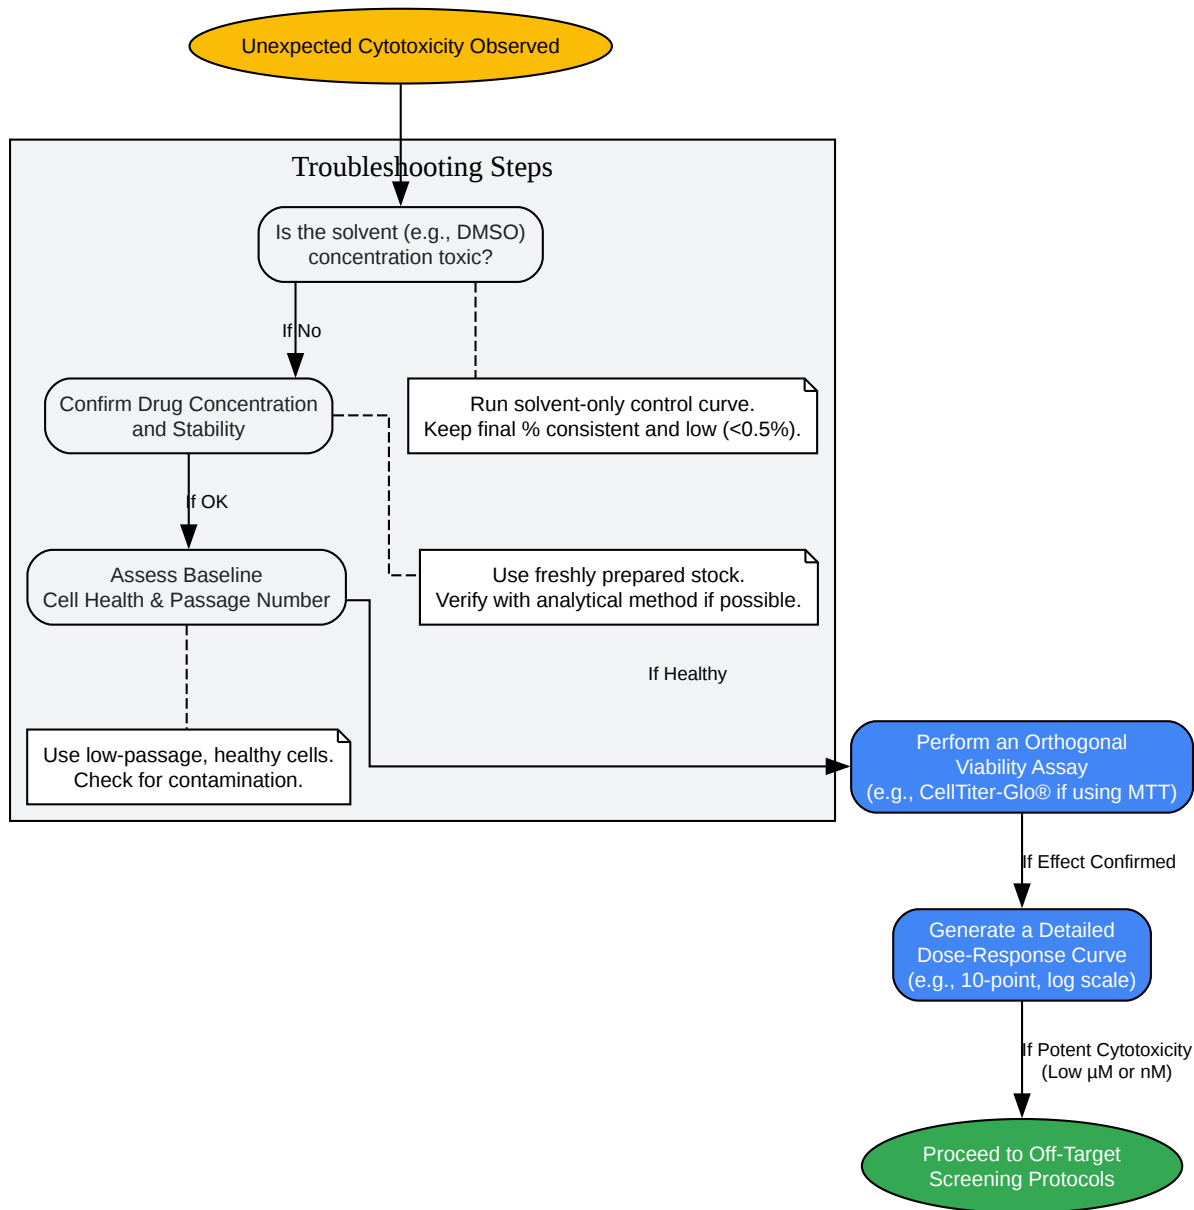 Unexpected Cytotoxicity Observed
Troubleshooting Steps
Is the solvent (e.g., DMSO)
concentration toxic?
If No
Confirm Drug Concentration
and Stability
Run solvent-only control curve.
Keep final % consistent and low (<0.5%).
If OK
Assess Baseline
Cell Health & Passage Number
Use freshly prepared stock.
Verify with analytical method if possible.
If Healthy
Use low-passage, healthy cells.
Check for contamination.
Perform an Orthogonal
Viability Assay
(e.g., CellTiter-Glo® if using MTT)
If Effect Confirmed
Generate a Detailed
Dose-Response Curve
(e.g., 10-point, log scale)
If Potent Cytotoxicity
(Low µM or nM)
Proceed to Off-Target
Screening Protocols